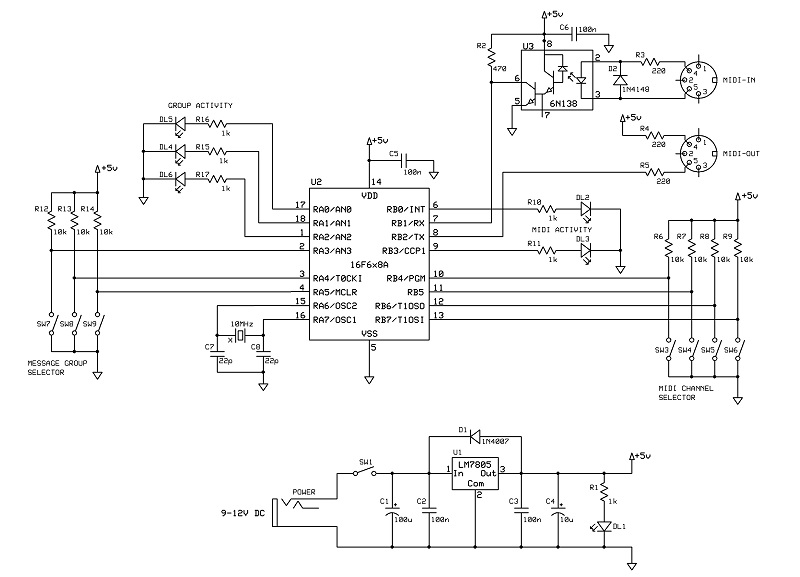 +5v
C6
100n
R2
470
U3
8
6
5
7
6N138
2
3
D2
1N4148
R3
220
4
1
2
5
3
MIDI-IN
+5v
R4
220
R5
220
4
1
2
5
3
MIDI-OUT
GROUP ACTIVITY
DL5
R16
1k
DL4
R15
1k
DL6
R17
1k
+5v
C5
100n
U2
14
VDD
17
RA0/AN0
18
RA1/AN1
1
RA2/AN2
2
RA3/AN3
3
RA4/T0CKI
4
RA5/MCLR
15
RA6/OSC2
16
RA7/OSC1
16F6x8A
RB0/INT
6
RB1/RX
7
RB2/TX
8
RB3/CCP1
9
RB4/PGM
10
RB5
11
RB6/T1OSO
12
RB7/T1OSI
13
VSS
5
+5v
R12
R13
R14
10k
10k
10k
SW7
SW8
SW9
MESSAGE GROUP
SELECTOR
10MHz
X
C7
22p
C8
22p
R10
1k
DL2
MIDI ACTIVITY
R11
1k
DL3
+5v
R6
R7
R8
R9
10k
10k
10k
10k
SW3
SW4
SW5
SW6
MIDI CHANNEL
SELECTOR
D1
1N4007
U1
LM7805
1
In
Out
3
Com
2
SW1
POWER
9-12V DC
C1
+
100u
C2
100n
C3
100n
C4
+
10u
+5v
R1
1k
DL1